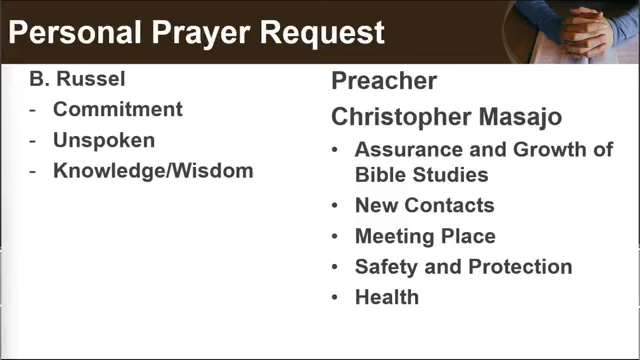 Personal Prayer Request
B. Russel
- Commitment
- Unspoken
- Knowledge/Wisdom
Preacher
Christopher Masajo
• Assurance and Growth of
Bible Studies
• New Contacts
• Meeting Place
• Safety and Protection
• Health